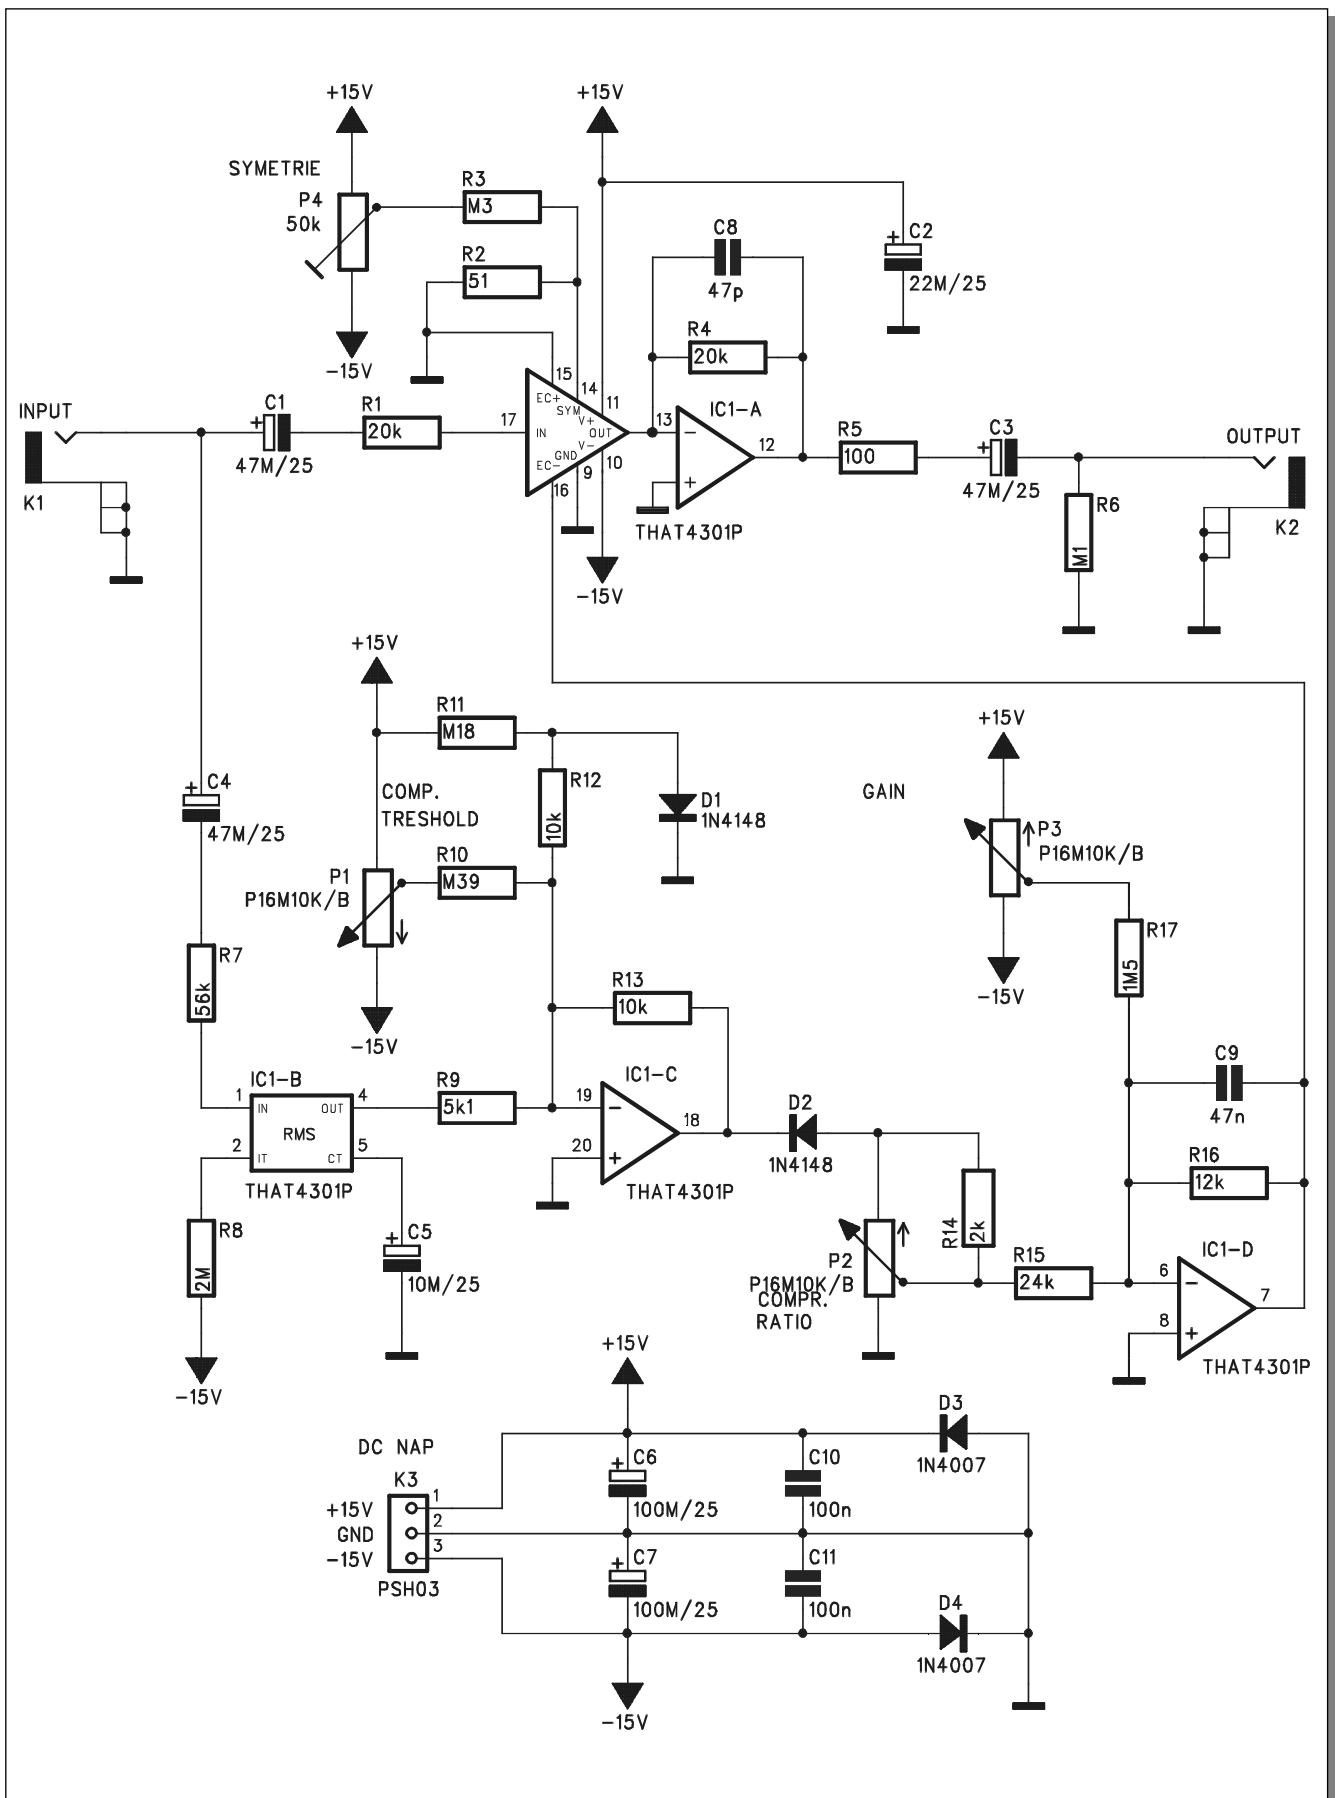 +15V
+15V
SYMETRIE
P4
50k
R3
M3
R2
51
-15V
C8
47p
R4
20k
+ C2
22M/25
INPUT
K1
+ C1
47M/25
R1
20k
17
15
14
11
EC+
SYM
V+
IN
OUT
V-
GND
EC-
10
9
16
-15V
13
IC1-A
-
+
12
THAT4301P
R5
100
+ C3
47M/25
R6
M1
OUTPUT
K2
+15V
R11
M18
R12
10k
D1
1N4148
COMP.
TRESHOLD
P1
P16M10K/B
R10
M39
-15V
+ C4
47M/25
R7
56k
GAIN
+15V
P3
P16M10K/B
-15V
R17
1M5
R13
10k
IC1-B
1
4
IN
OUT
RMS
2
5
IT
CT
THAT4301P
R9
5k1
IC1-C
19
-
20
+
18
THAT4301P
D2
1N4148
C9
47n
R16
12k
R8
2M
-15V
+ C5
10M/25
P2
P16M10K/B
COMPR.
RATIO
R14
2k
R15
24k
IC1-D
6
-
8
+
7
THAT4301P
+15V
DC NAP
K3
+15V
1
GND
2
-15V
3
PSH03
+ C6
100M/25
C10
100n
D3
1N4007
+ C7
100M/25
C11
100n
D4
1N4007
-15V